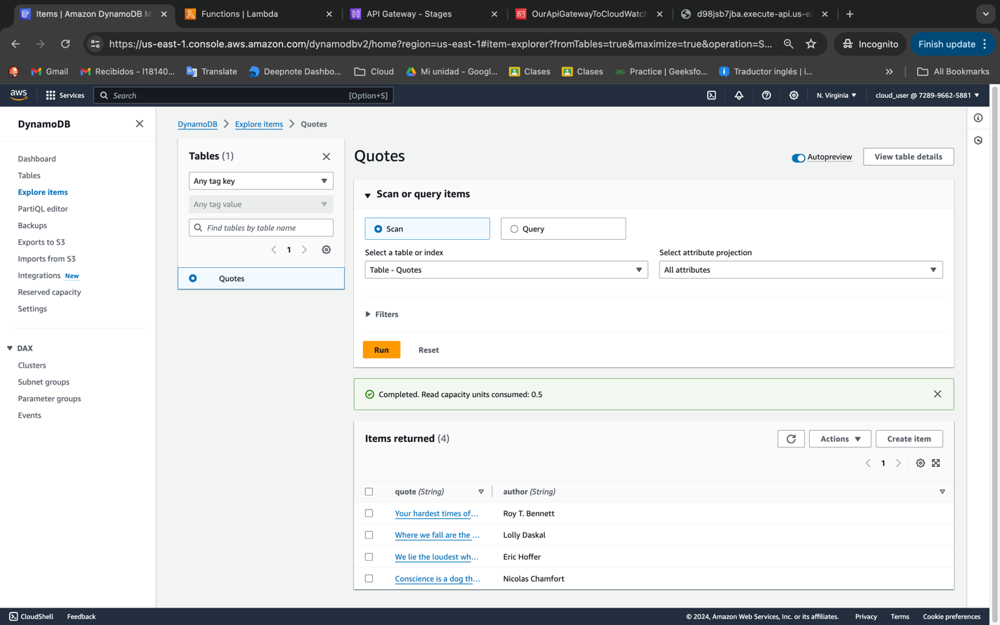 Items | Amazon DynamoDB M
Functions | Lambda
API Gateway - Stages
OurApiGatewayToCloudWatch
d98jsb7jba.execute-api.us-ea
https://us-east-1.console.aws.amazon.com/dynamodbv2/home?region=us-east-1#item-explorer?fromTables=true&maximize=true&operation=S...
Incognito
Finish update
Gmail
Recibidos - l18140...
Translate
Deepnote Dashbo...
Cloud
Mi unidad - Googl...
Clases
Clases
Practice | Geeksfo...
Traductor inglés | i...
All Bookmarks
aws
Services
Search
[Option+S]
N. Virginia
cloud_user @ 7289-9662-5881
DynamoDB
Dashboard
Tables
Explore items
PartiQL editor
Backups
Exports to S3
Imports from S3
Integrations New
Reserved capacity
Settings
DAX
Clusters
Subnet groups
Parameter groups
Events
DynamoDB
Explore items
Quotes
Tables (1)
Any tag key
Any tag value
Find tables by table name
1
Quotes
Quotes
Autopreview
View table details
Scan or query items
Scan
Query
Select a table or index
Select attribute projection
Table - Quotes
All attributes
Filters
Run
Reset
Completed. Read capacity units consumed: 0.5
Items returned (4)
Actions
Create item
1
quote (String)
author (String)
Your hardest times of...
Roy T. Bennett
Where we fall are the ...
Lolly Daskal
We lie the loudest wh...
Eric Hoffer
Conscience is a dog th...
Nicolas Chamfort
CloudShell
Feedback
© 2024, Amazon Web Services, Inc. or its affiliates.
Privacy
Terms
Cookie preferences